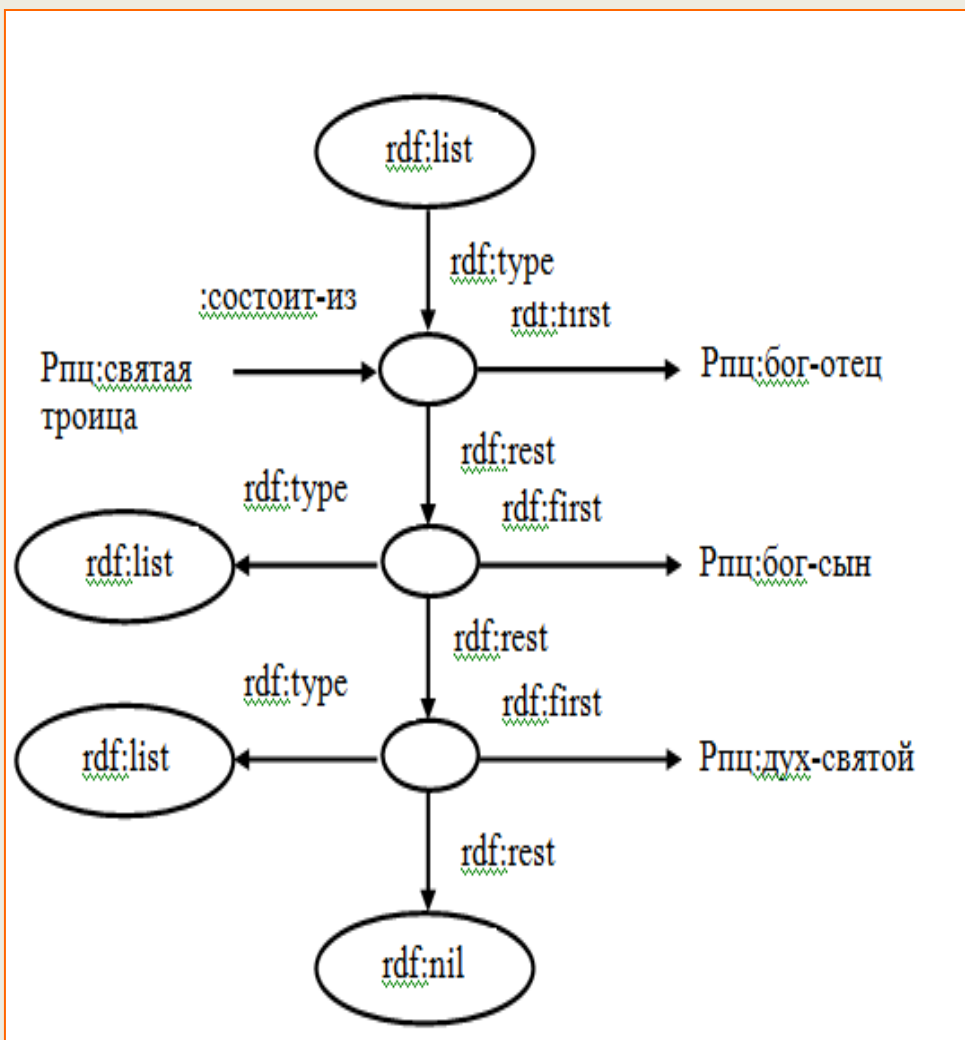 rdf:list
rdf:type
:состоит-из
rdf:first
Рпц:святая
троица
Рпц:бог-отец
rdf:rest
rdf:type
rdf:first
rdf:list
Рпц:бог-сын
rdf:rest
rdf:type
rdf:first
rdf:list
Рпц:дух-святой
rdf:rest
rdf:nil